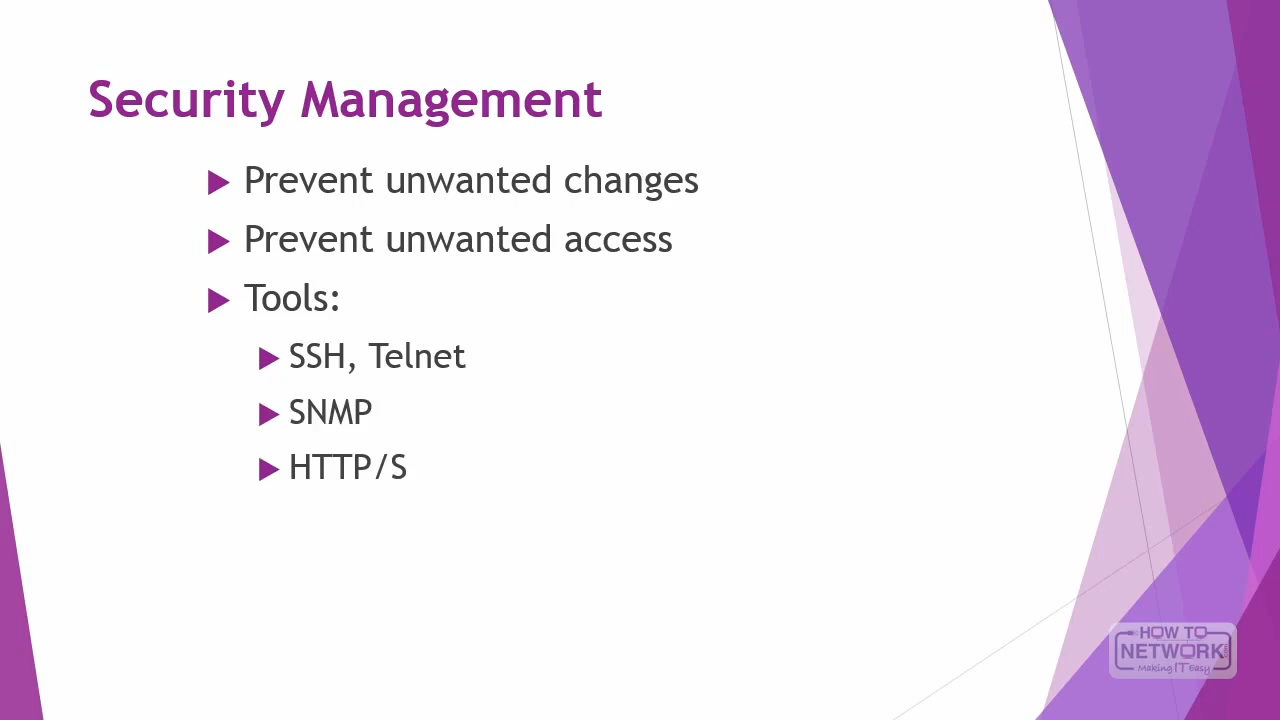 Security Management
Prevent unwanted changes
Prevent unwanted access
Tools:
SSH, Telnet
SNMP
HTTP/S
HOW TO
NETWORK
Making IT Easy